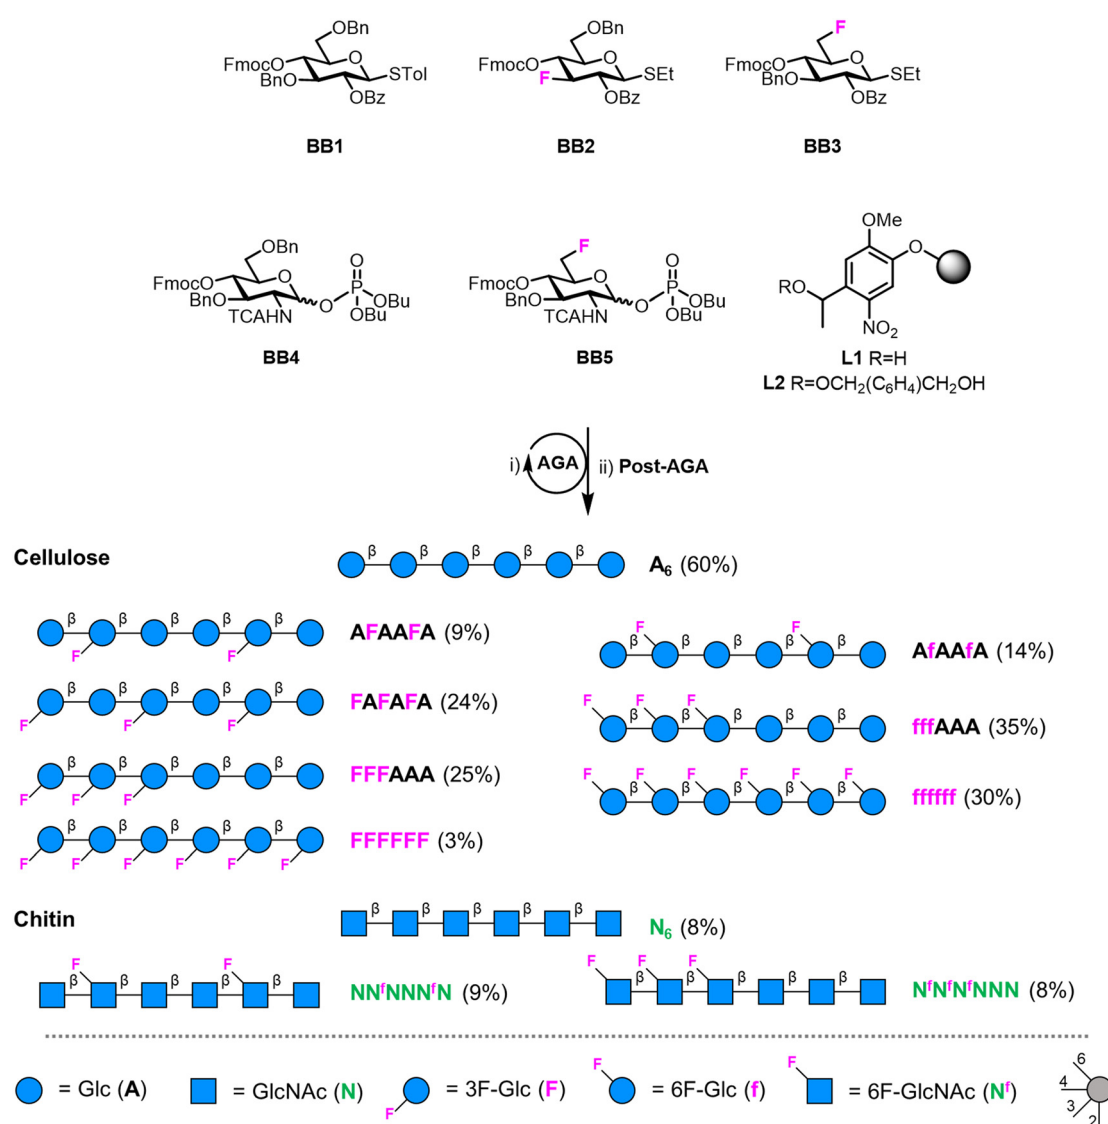 OBn
FmocO
O
BnO
STol
OBz
BB1
OBn
FmocO
O
F
SEt
OBz
BB2
F
FmocO
O
BnO
SEt
OBz
BB3
OBn
FmocO
O
BnO
TCAHN
O
O
P
OBu
OBu
BB4
F
FmocO
O
BnO
TCAHN
O
O
P
OBu
OBu
BB5
OMe
O
RO
NO₂
L1 R=H
L2 R=OCH₂(C₆H₄)CH₂OH
i) AGA ii) Post-AGA
Cellulose
β β β β β
A₆ (60%)
β β β β β
F F
AFAAFA (9%)
F F
β β β β β
AfAAfA (14%)
β β β β β
F F F
FAFAFA (24%)
F F F
β β β β β
fffAAA (35%)
β β β β β
F F F
FFFAAA (25%)
F F F F F F
β β β β β
ffffff (30%)
β β β β β
F F F F F F
FFFFFF (3%)
Chitin
β β β β β
N₆ (8%)
F F
β β β β β
NNᶠNNNᶠN (9%)
F F F
β β β β β
NᶠNᶠNᶠNNN (8%)
= Glc (A)
= GlcNAc (N)
F
= 3F-Glc (F)
F
= 6F-Glc (f)
F
= 6F-GlcNAc (Nᶠ)
6
4
3
2